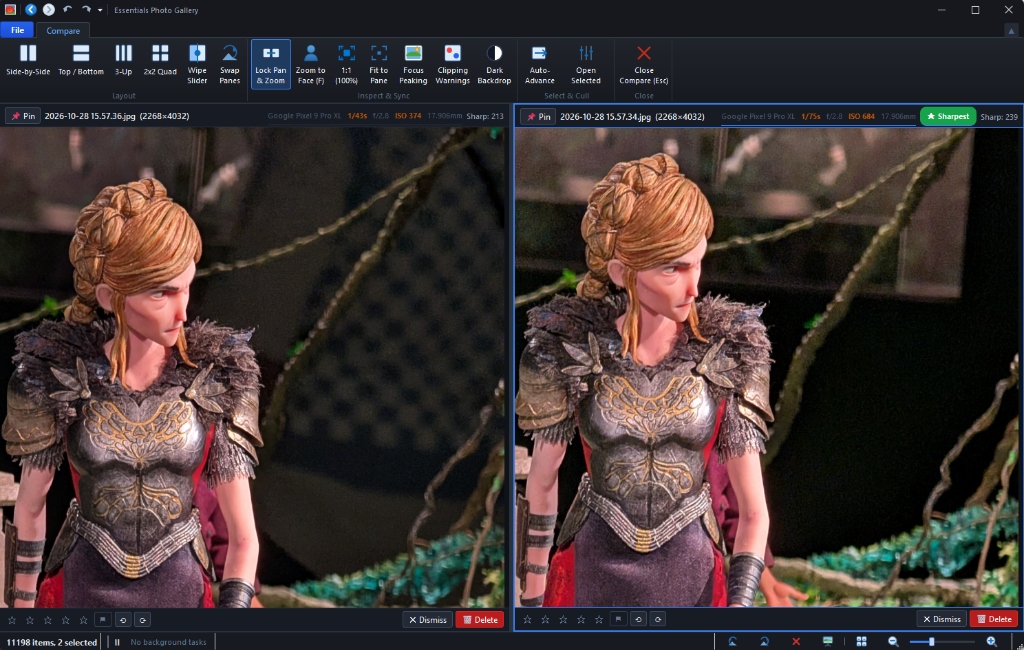 Essentials Photo Gallery
File
Compare
Side-by-Side
Top / Bottom
3-Up
2x2 Quad
Wipe Slider
Swap Panes
Lock Pan & Zoom
Zoom to Face (F)
1:1 (100%)
Fit to Pane
Focus Peaking
Clipping Warnings
Dark Backdrop
Auto-Advance
Open Selected
Close Compare (Esc)
Layout
Inspect & Sync
Select & Cull
Close
Pin
2026-10-28 15.57.36.jpg (2268×4032)
Google Pixel 9 Pro XL 1/43s f/2.8 ISO 374 17.906mm Sharp: 213
Pin
2026-10-28 15.57.34.jpg (2268×4032)
Google Pixel 9 Pro XL 1/75s f/2.8 ISO 684 17.906mm
Sharpest
Sharp: 239
Dismiss
Delete
Dismiss
Delete
11198 items, 2 selected
No background tasks